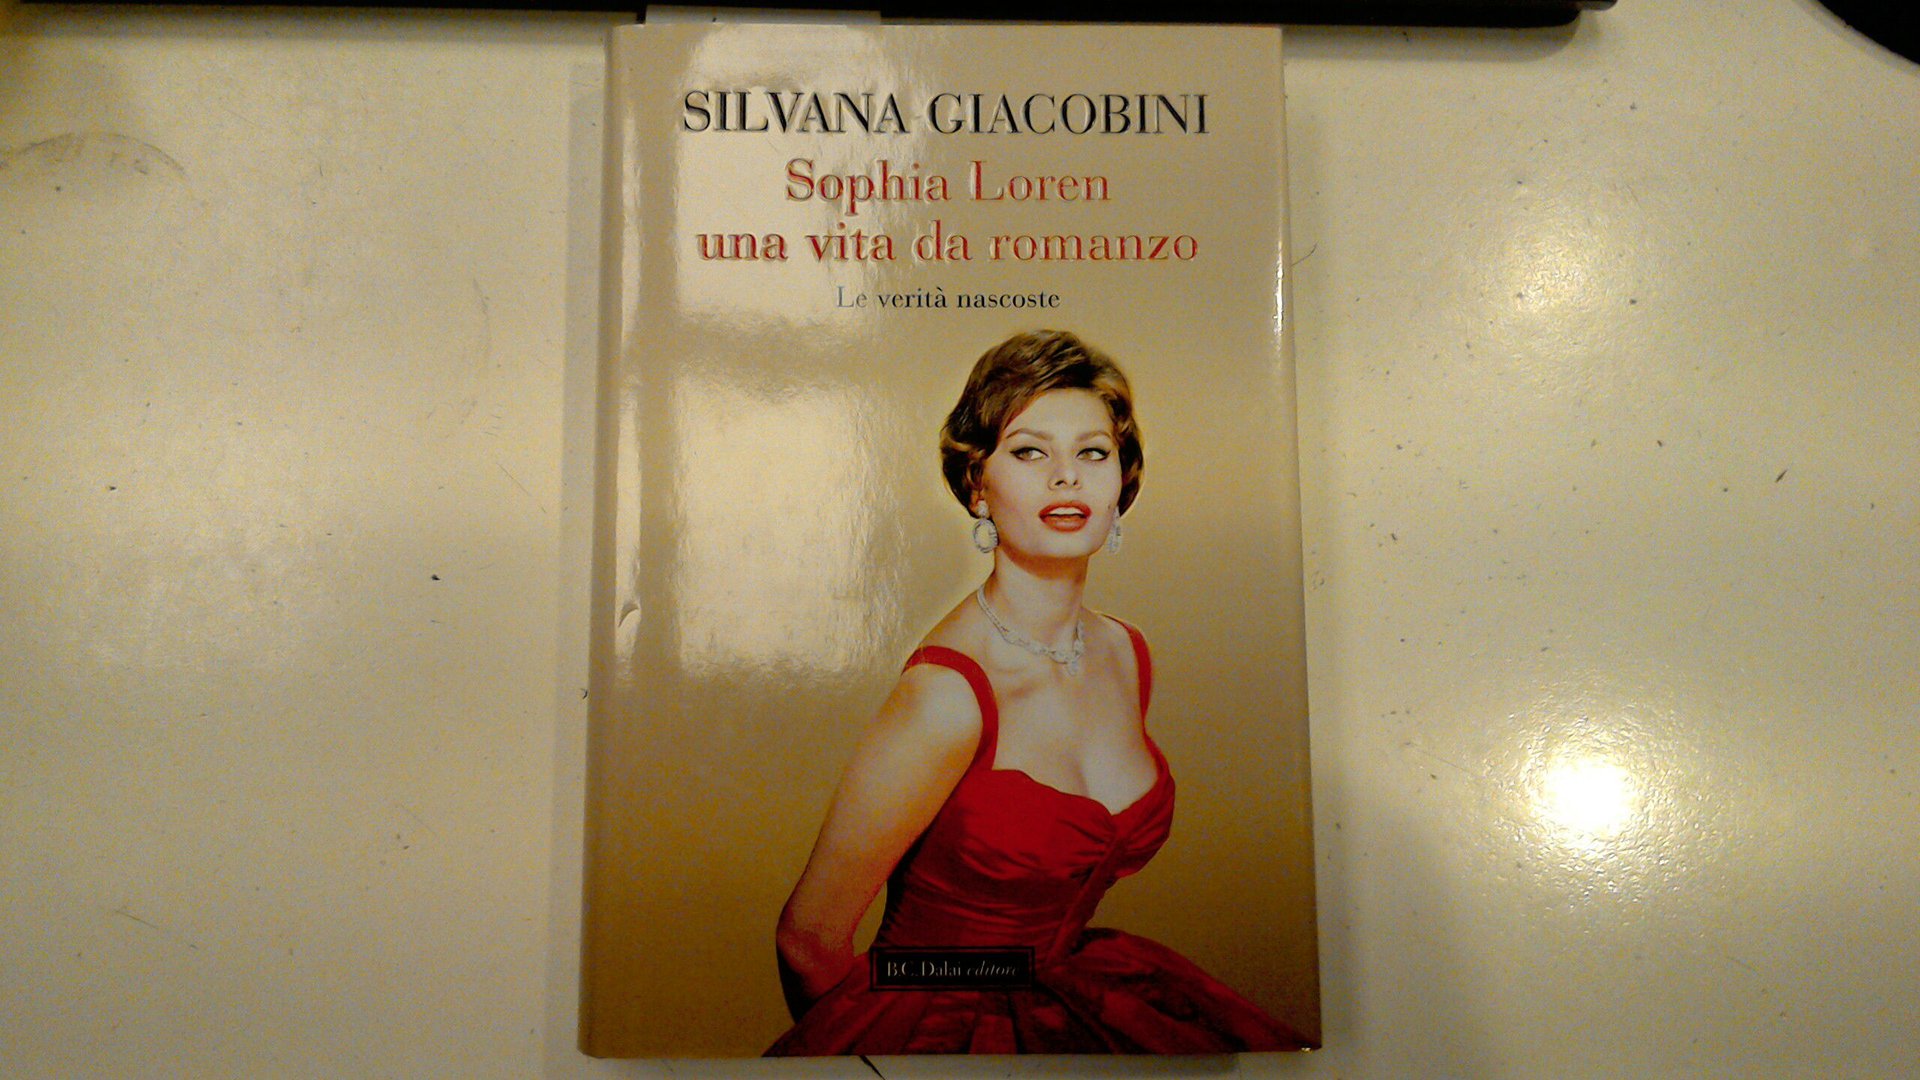 SILVANA GIACOBINI
Sophia Loren
una vita da romanzo
Le verità nascoste
B.C. Dalai editore